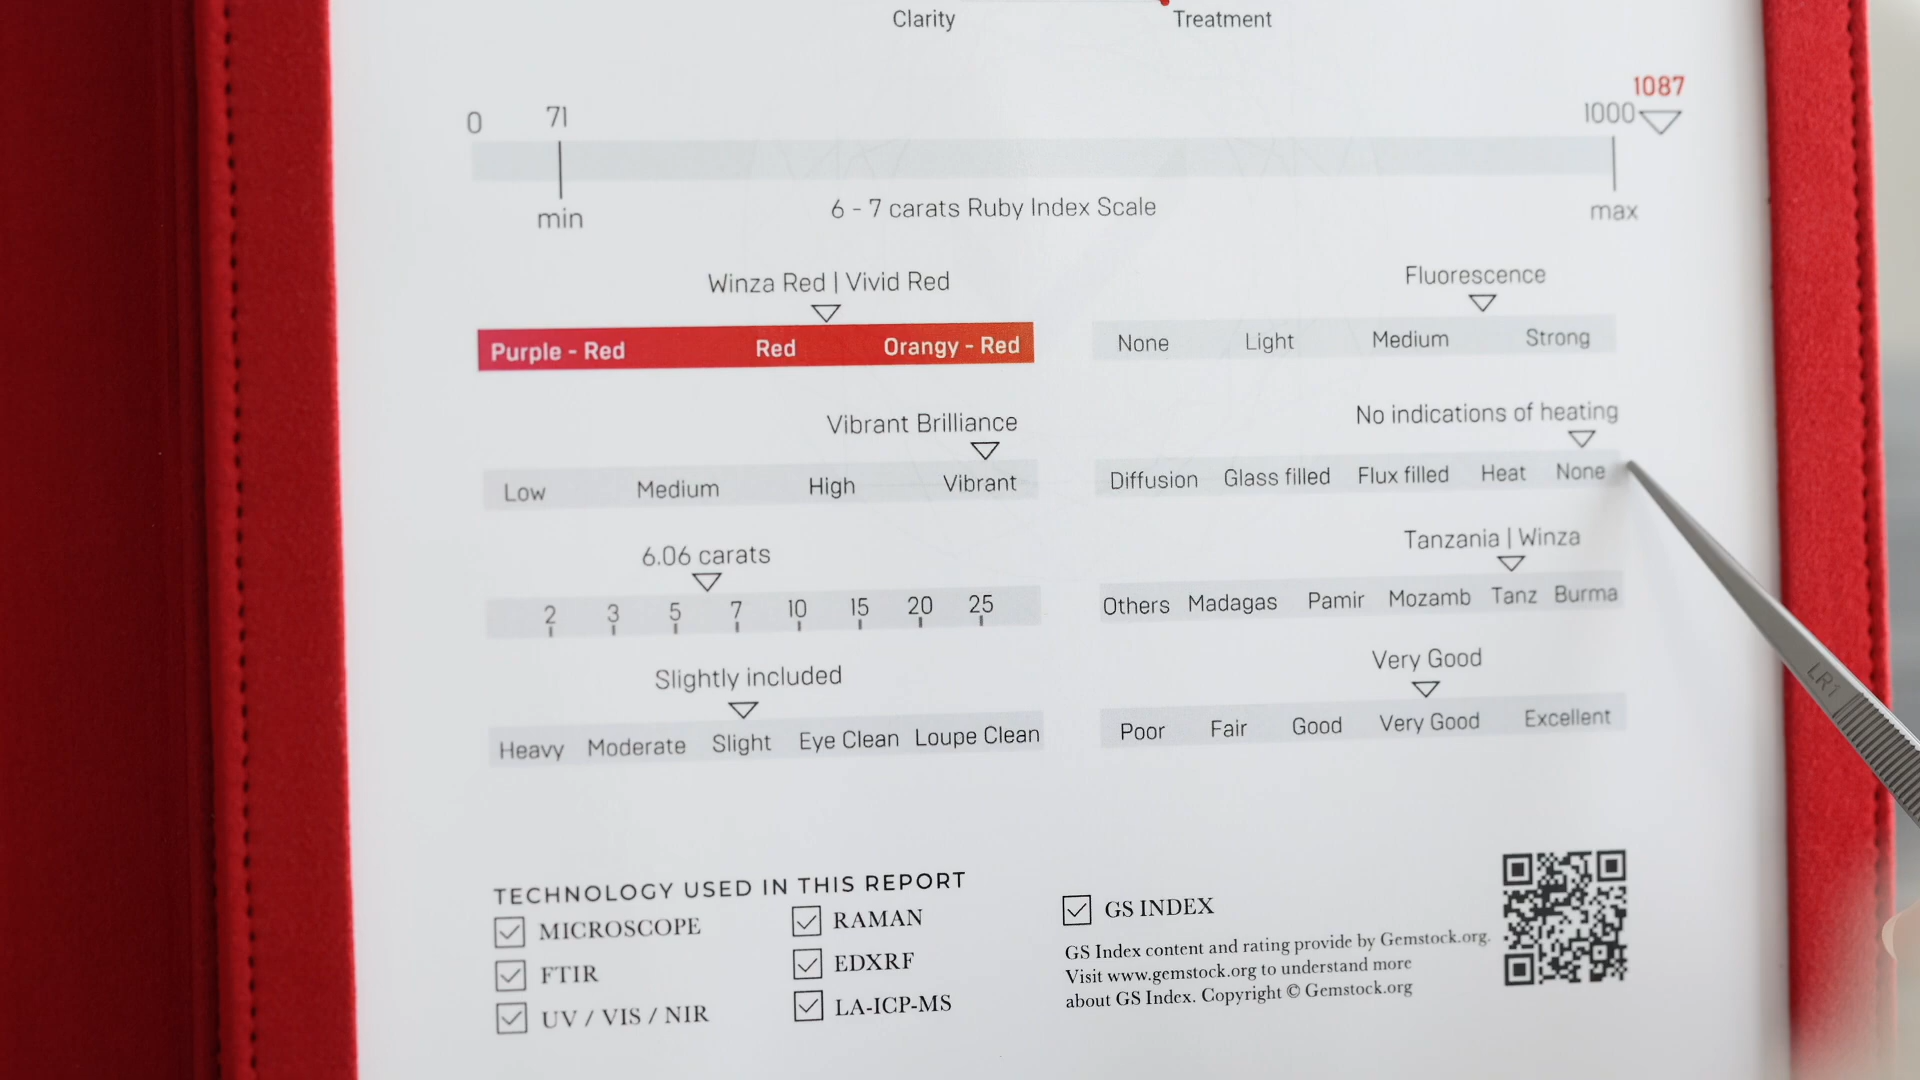 Clarity Treatment
1087
0 71 1000
min 6 - 7 carats Ruby Index Scale max
Winza Red | Vivid Red
Purple - Red Red Orangy - Red
Fluorescence
None Light Medium Strong
Vibrant Brilliance
Low Medium High Vibrant
No indications of heating
Diffusion Glass filled Flux filled Heat None
6.06 carats
2 3 5 7 10 15 20 25
Tanzania | Winza
Others Madagas Pamir Mozamb Tanz Burma
Slightly included
Heavy Moderate Slight Eye Clean Loupe Clean
Very Good
Poor Fair Good Very Good Excellent
TECHNOLOGY USED IN THIS REPORT
MICROSCOPE
FTIR
UV / VIS / NIR
RAMAN
EDXRF
LA-ICP-MS
GS INDEX
GS Index content and rating provide by Gemstock.org.
Visit www.gemstock.org to understand more
about GS Index. Copyright © Gemstock.org
LR1